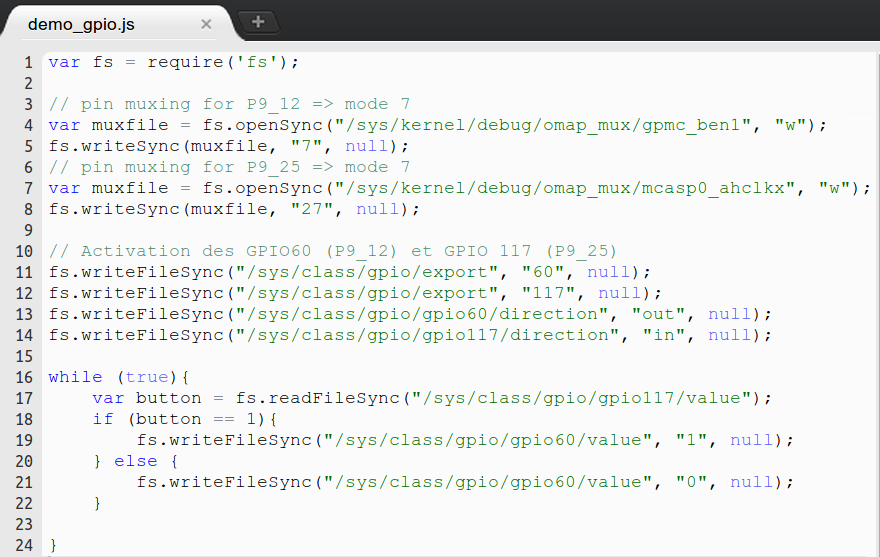 demo_gpio.js × +
1 var fs = require('fs');
2
3 // pin muxing for P9_12 => mode 7
4 var muxfile = fs.openSync("/sys/kernel/debug/omap_mux/gpmc_ben1", "w");
5 fs.writeSync(muxfile, "7", null);
6 // pin muxing for P9_25 => mode 7
7 var muxfile = fs.openSync("/sys/kernel/debug/omap_mux/mcasp0_ahclkx", "w");
8 fs.writeSync(muxfile, "27", null);
9
10 // Activation des GPIO60 (P9_12) et GPIO 117 (P9_25)
11 fs.writeFileSync("/sys/class/gpio/export", "60", null);
12 fs.writeFileSync("/sys/class/gpio/export", "117", null);
13 fs.writeFileSync("/sys/class/gpio/gpio60/direction", "out", null);
14 fs.writeFileSync("/sys/class/gpio/gpio117/direction", "in", null);
15
16 while (true){
17     var button = fs.readFileSync("/sys/class/gpio/gpio117/value");
18     if (button == 1){
19         fs.writeFileSync("/sys/class/gpio/gpio60/value", "1", null);
20     } else {
21         fs.writeFileSync("/sys/class/gpio/gpio60/value", "0", null);
22     }
23
24 }